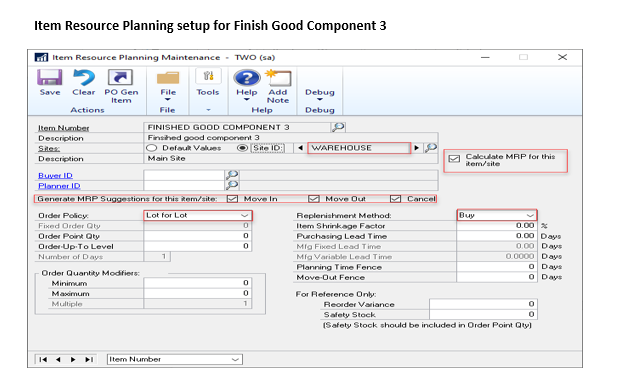 Item Resource Planning setup for Finish Good Component 3
Item Resource Planning Maintenance - TWO (sa)
Save Clear PO Gen Item File Tools Help Add Note Debug
Actions File Help Debug
Item Number FINISHED GOOD COMPONENT 3
Description Finsihed good component 3
Sites: Default Values Site ID: WAREHOUSE
Description Main Site
Calculate MRP for this item/site
Buyer ID
Planner ID
Generate MRP Suggestions for this item/site: Move In Move Out Cancel
Order Policy: Lot for Lot Replenishment Method: Buy
Fixed Order Qty 0 Item Shrinkage Factor 0.00 %
Order Point Qty 0 Purchasing Lead Time 0.00 Days
Order-Up-To Level 0 Mfg Fixed Lead Time 0.00 Days
Number of Days 1 Mfg Variable Lead Time 0.0000 Days
Planning Time Fence 0 Days
Order Quantity Modifiers: Move-Out Fence 0 Days
Minimum 0
Maximum 0 For Reference Only:
Multiple 1 Reorder Variance 0
Safety Stock 0
(Safety Stock should be included in Order Point Qty)
Item Number